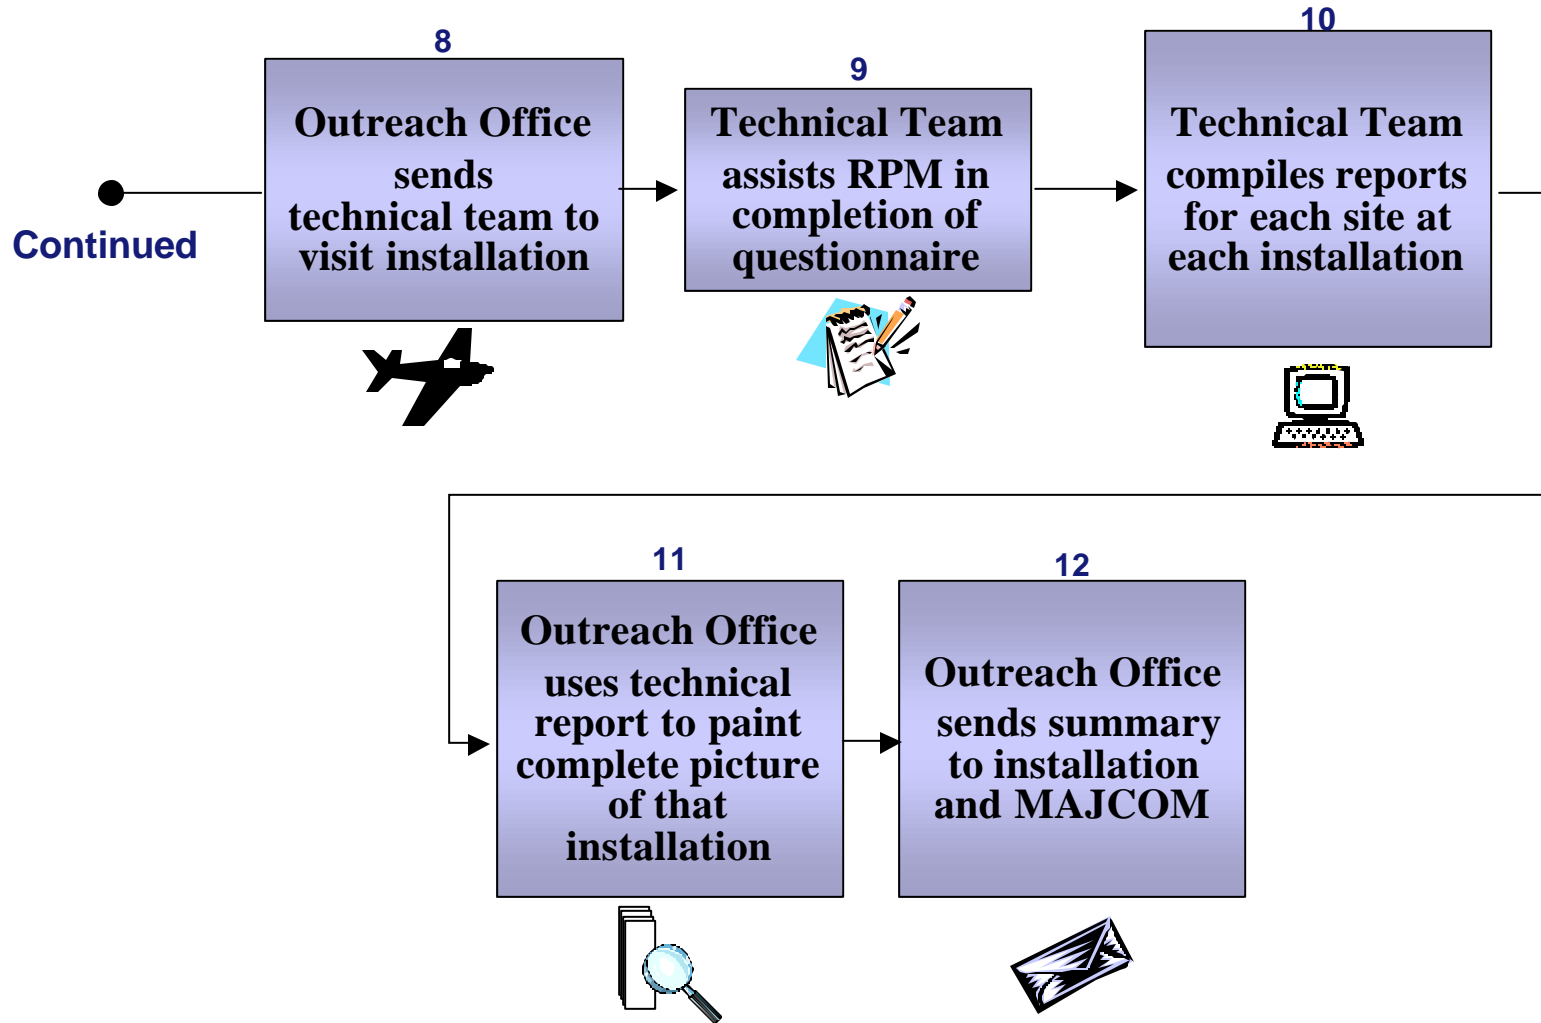 Continued
8
Outreach Office
sends
technical team to
visit installation
9
Technical Team
assists RPM in
completion of
questionnaire
10
Technical Team
compiles reports
for each site at
each installation
11
Outreach Office
uses technical
report to paint
complete picture
of that
installation
12
Outreach Office
sends summary
to installation
and MAJCOM